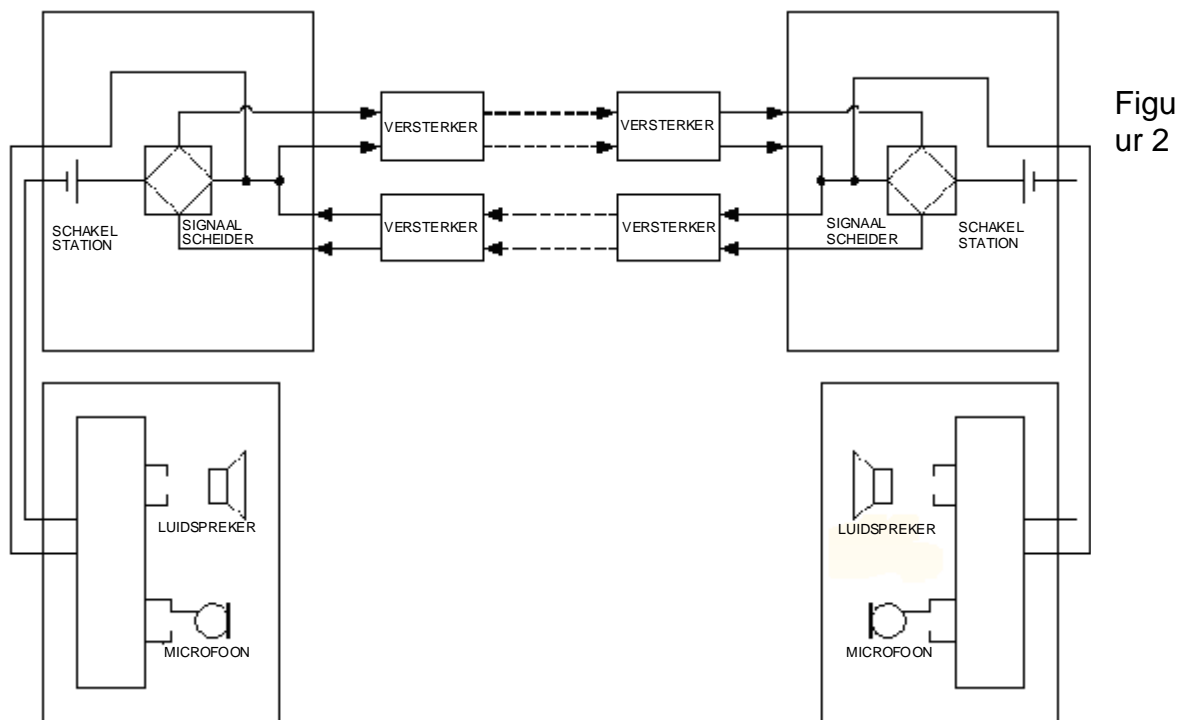 Figu
ur 2
VERSTERKER
VERSTERKER
SCHAKEL
STATION
SIGNAAL
SCHEIDER
VERSTERKER
VERSTERKER
SIGNAAL
SCHEIDER
SCHAKEL
STATION
LUIDSPREKER
LUIDSPREKER
MICROFOON
MICROFOON